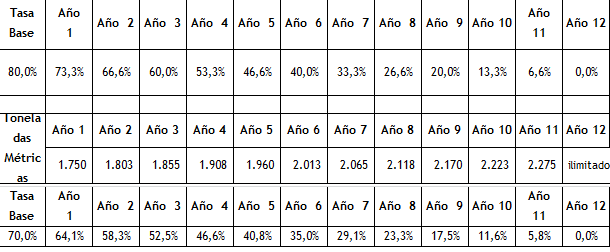 Tasa Base Año 1 Año 2 Año 3 Año 4 Año 5 Año 6 Año 7 Año 8 Año 9 Año 10 Año 11 Año 12
80,0% 73,3% 66,6% 60,0% 53,3% 46,6% 40,0% 33,3% 26,6% 20,0% 13,3% 6,6% 0,0%
Toneladas Métricas Año 1 Año 2 Año 3 Año 4 Año 5 Año 6 Año 7 Año 8 Año 9 Año 10 Año 11 Año 12
1.750 1.803 1.855 1.908 1.960 2.013 2.065 2.118 2.170 2.223 2.275 ilimitado
Tasa Base Año 1 Año 2 Año 3 Año 4 Año 5 Año 6 Año 7 Año 8 Año 9 Año 10 Año 11 Año 12
70,0% 64,1% 58,3% 52,5% 46,6% 40,8% 35,0% 29,1% 23,3% 17,5% 11,6% 5,8% 0,0%